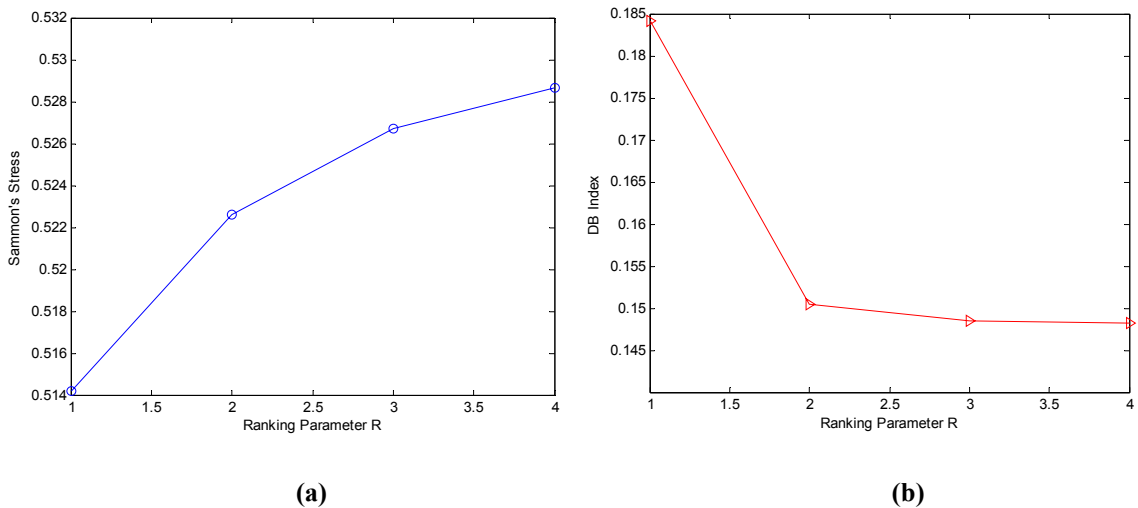 0.532
0.53
0.528
0.526
0.524
0.522
0.52
0.518
0.516
0.514
Sammon's Stress
1 1.5 2 2.5 3 3.5 4
Ranking Parameter R
(a)
0.185
0.18
0.175
0.17
0.165
0.16
0.155
0.15
0.145
DB Index
1 1.5 2 2.5 3 3.5 4
Ranking Parameter R
(b)